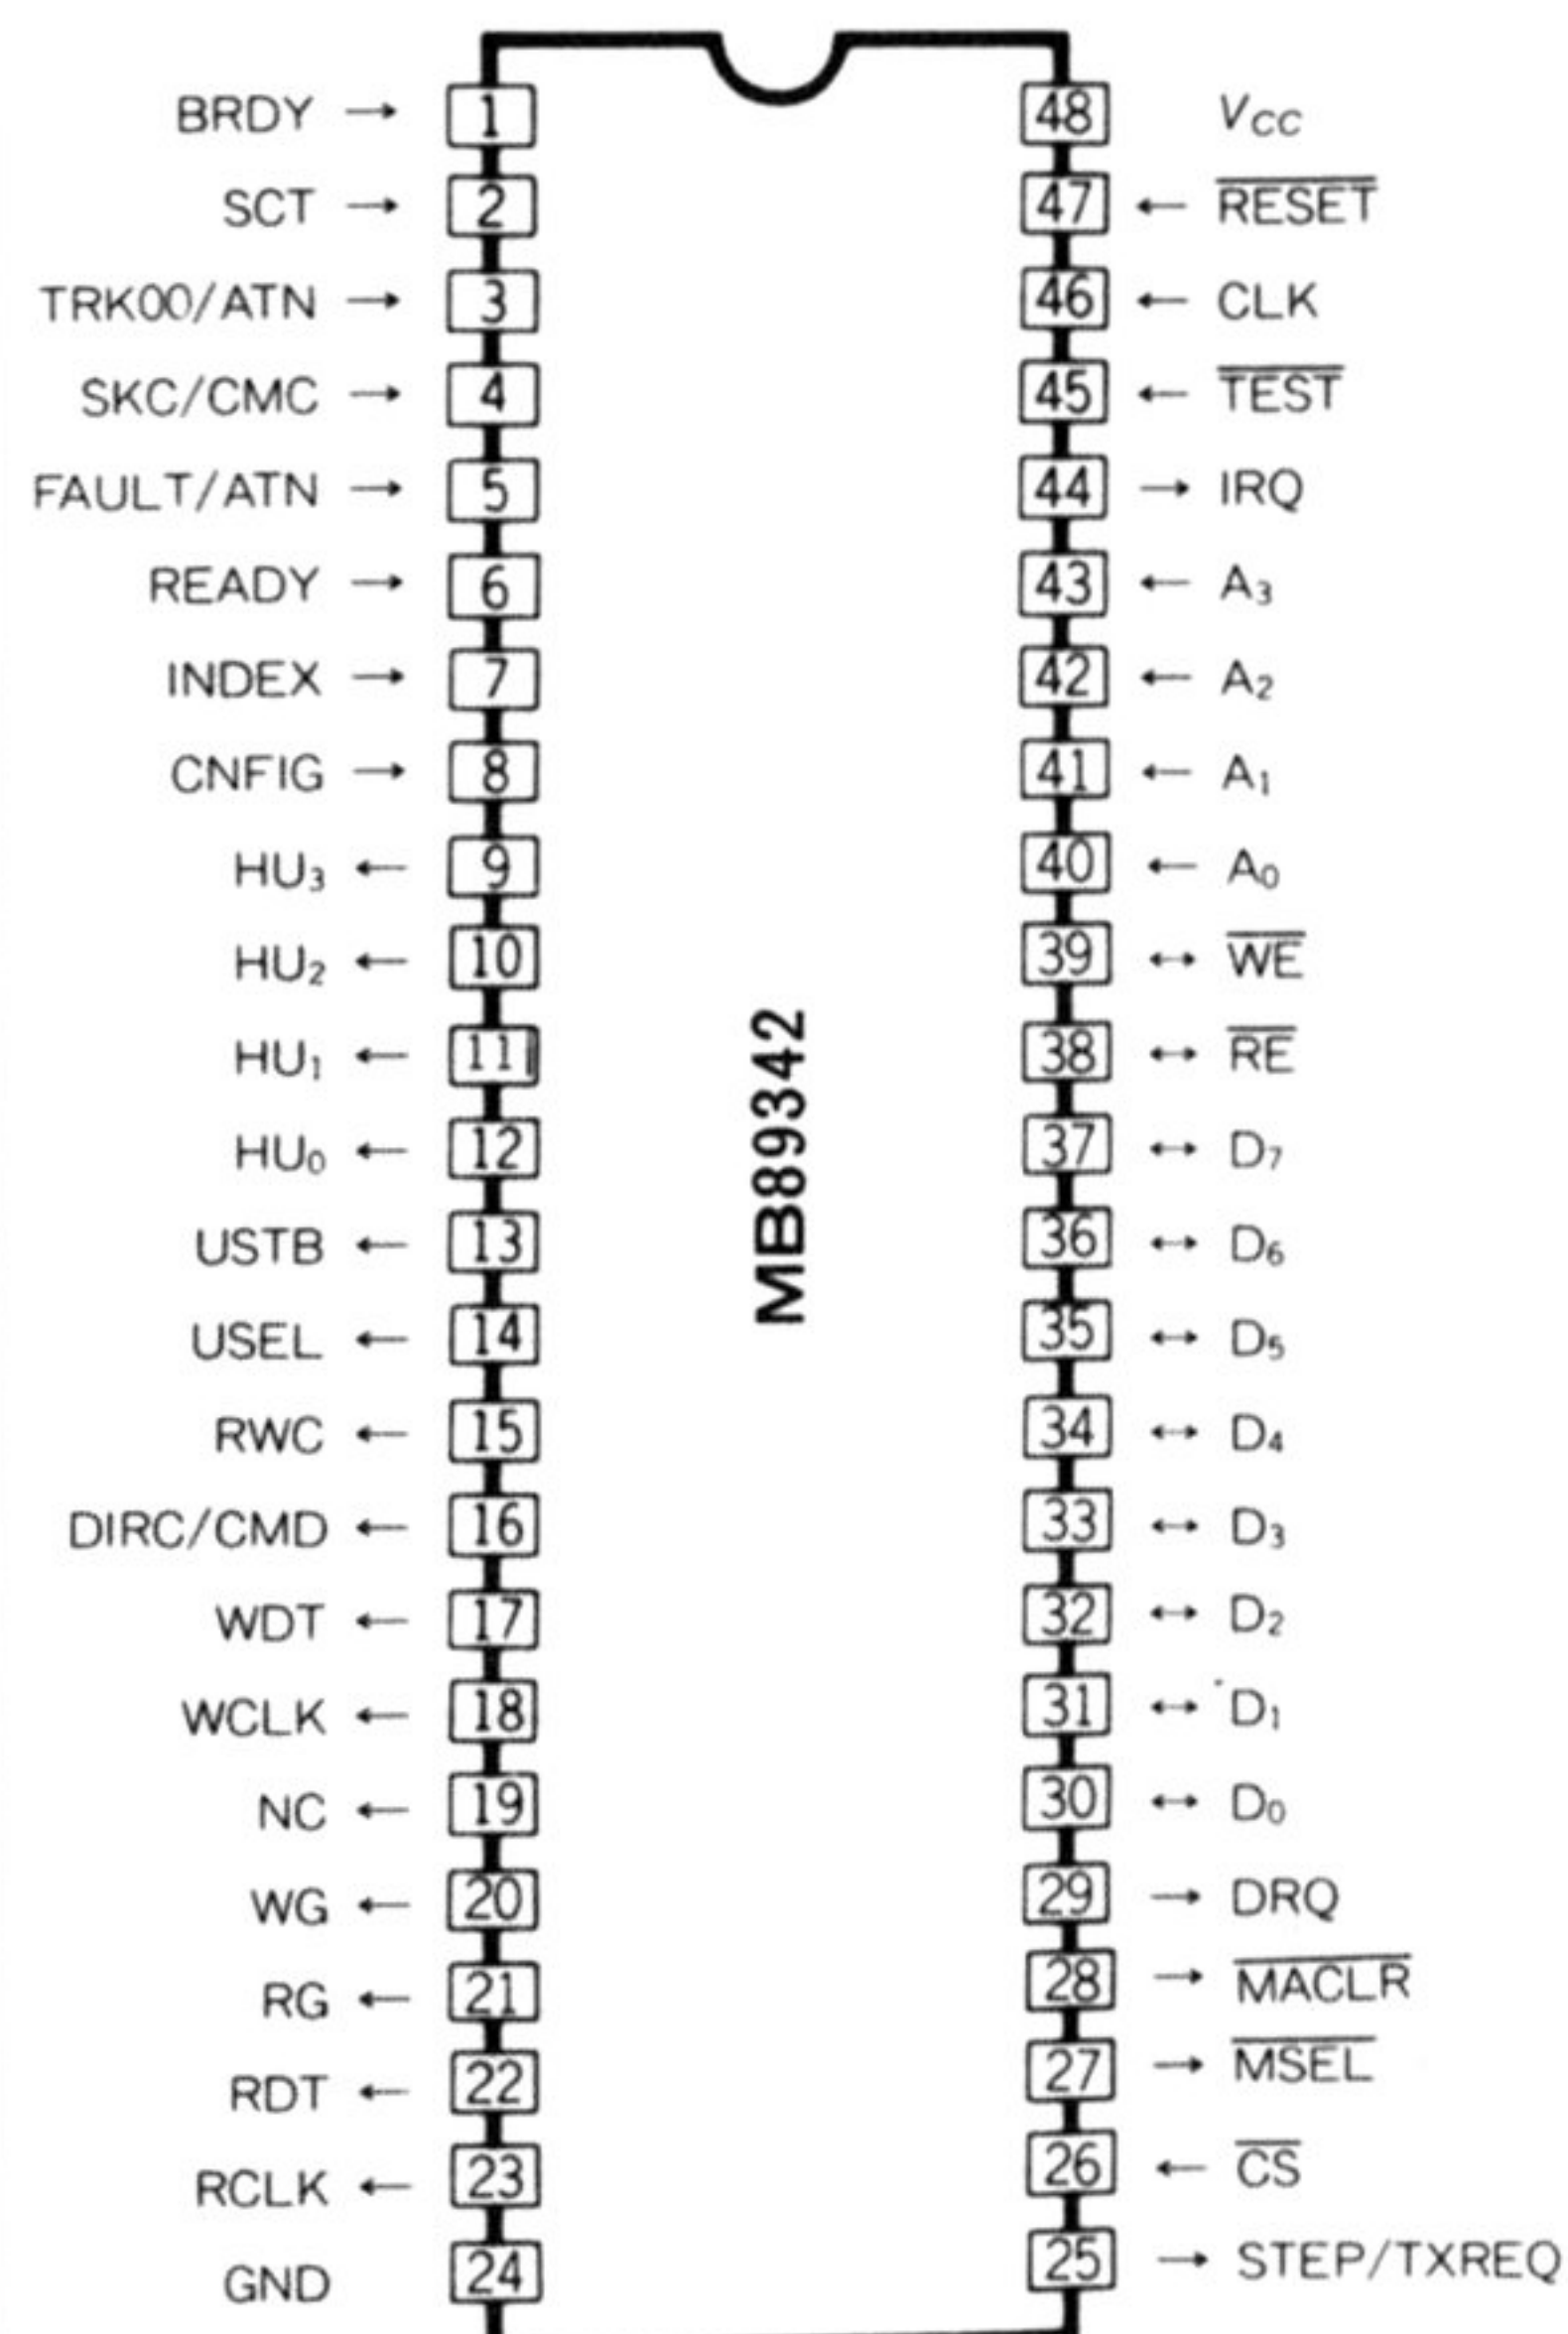 BRDY → 1
SCT → 2
TRK00/ATN → 3
SKC/CMC → 4
FAULT/ATN → 5
READY → 6
INDEX → 7
CNFIG → 8
HU₃ ← 9
HU₂ ← 10
HU₁ ← 11
HU₀ ← 12
USTB ← 13
USEL ← 14
RWC ← 15
DIRC/CMD ← 16
WDT ← 17
WCLK ← 18
NC ← 19
WG ← 20
RG ← 21
RDT ← 22
RCLK ← 23
GND 24
MB89342
48 Vcc
47 ← RESET
46 ← CLK
45 ← TEST
44 → IRQ
43 ← A₃
42 ← A₂
41 ← A₁
40 ← A₀
39 ↔ WE
38 ↔ RE
37 ↔ D₇
36 ↔ D₆
35 ↔ D₅
34 ↔ D₄
33 ↔ D₃
32 ↔ D₂
31 ↔ D₁
30 ↔ D₀
29 → DRQ
28 → MACLR
27 → MSEL
26 ← CS
25 → STEP/TXREQ